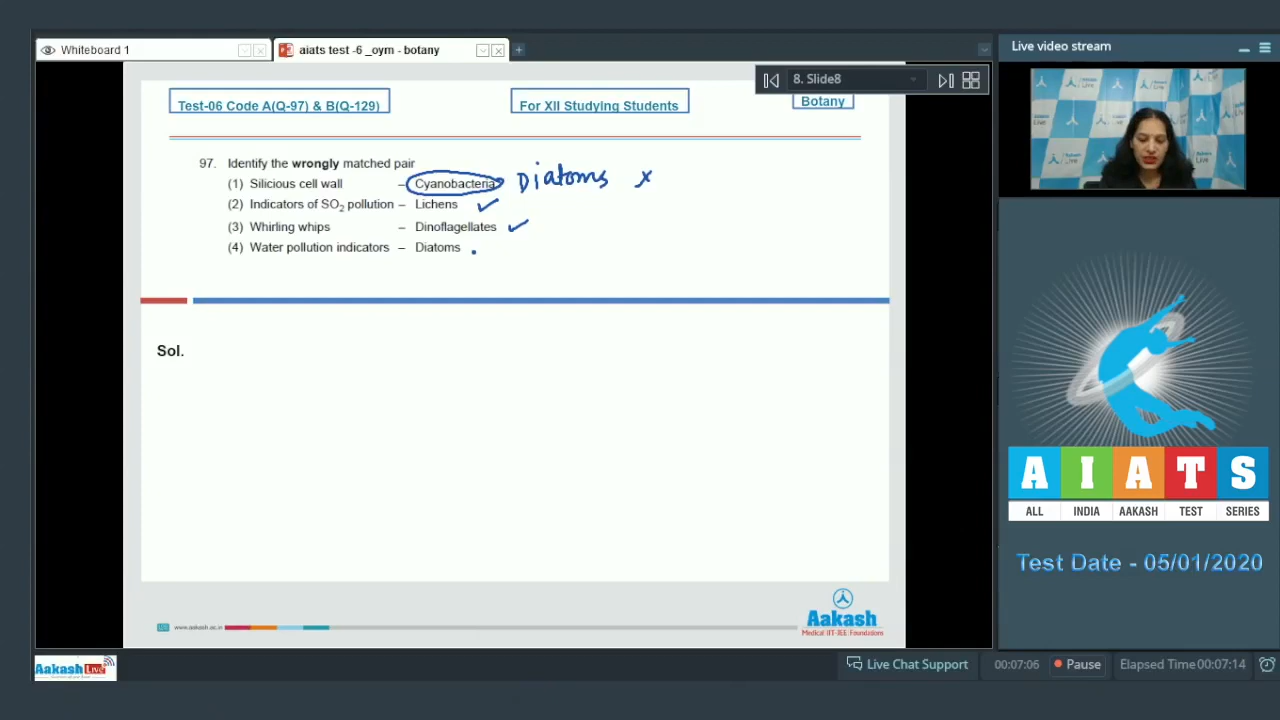 Whiteboard 1
aiats test -6 _oym - botany
Live video stream
8. Slide8
Test-06 Code A(Q-97) & B(Q-129)
For XII Studying Students
Botany
97. Identify the wrongly matched pair
(1) Silicious cell wall – Cyanobacteria Diatoms x
(2) Indicators of SO2 pollution – Lichens ✓
(3) Whirling whips – Dinoflagellates ✓
(4) Water pollution indicators – Diatoms
Sol.
A I A T S
ALL INDIA AAKASH TEST SERIES
Test Date - 05/01/2020
www.aakash.ac.in
Aakash
Medical|IIT-JEE|Foundations
Aakash Live
Live Chat Support
00:07:06
Pause
Elapsed Time 00:07:14